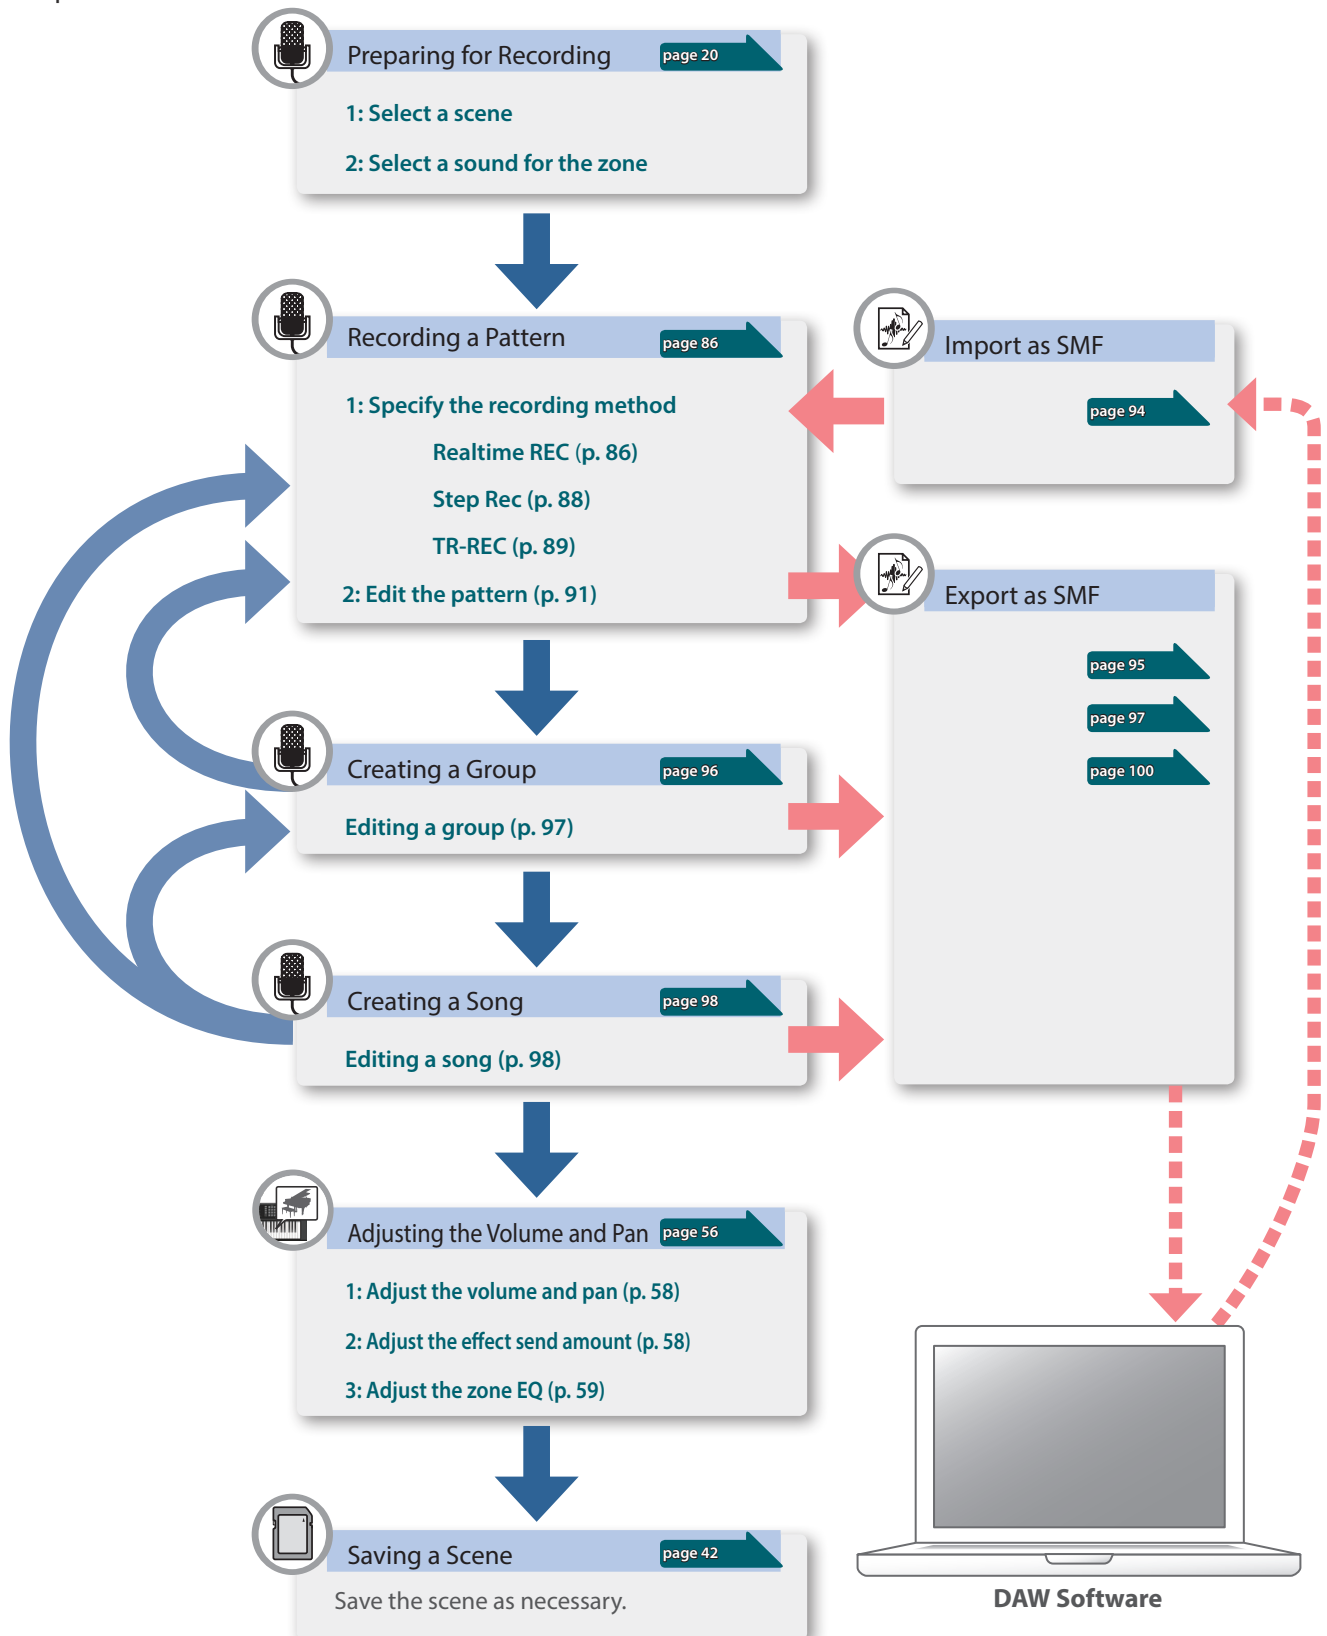 Preparing for Recording
page 20
1: Select a scene
2: Select a sound for the zone
Recording a Pattern
page 86
1: Specify the recording method
Realtime REC (p. 86)
Step Rec (p. 88)
TR-REC (p. 89)
2: Edit the pattern (p. 91)
Import as SMF
page 94
Export as SMF
page 95
page 97
page 100
Creating a Group
page 96
Editing a group (p. 97)
Creating a Song
page 98
Editing a song (p. 98)
Adjusting the Volume and Pan
page 56
1: Adjust the volume and pan (p. 58)
2: Adjust the effect send amount (p. 58)
3: Adjust the zone EQ (p. 59)
Saving a Scene
page 42
Save the scene as necessary.
DAW Software